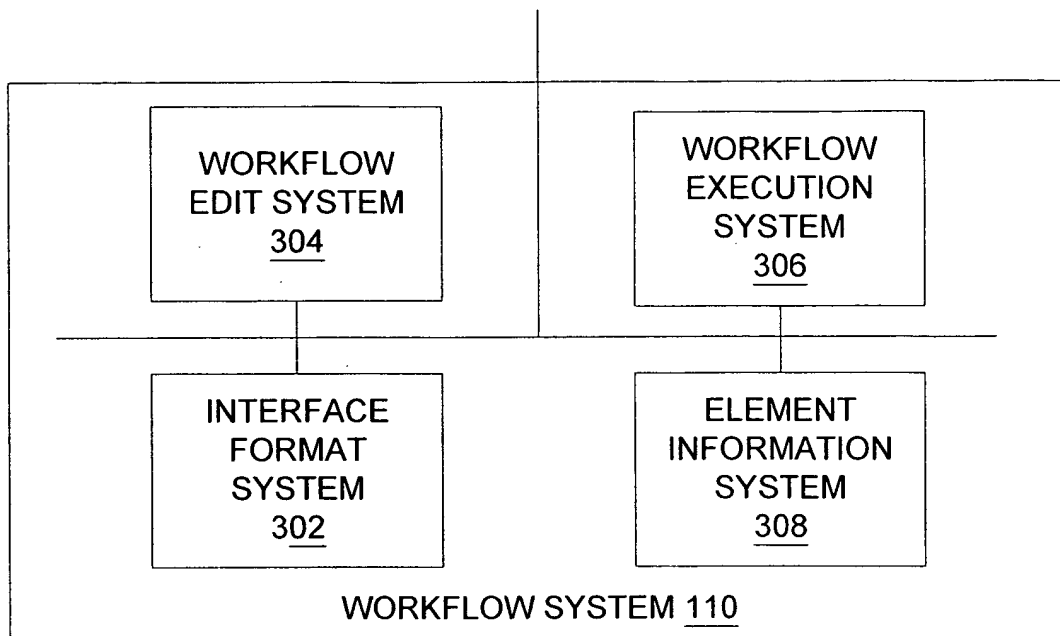 WORKFLOW
EDIT SYSTEM
304
WORKFLOW
EXECUTION
SYSTEM
306
INTERFACE
FORMAT
SYSTEM
302
ELEMENT
INFORMATION
SYSTEM
308
WORKFLOW SYSTEM 110